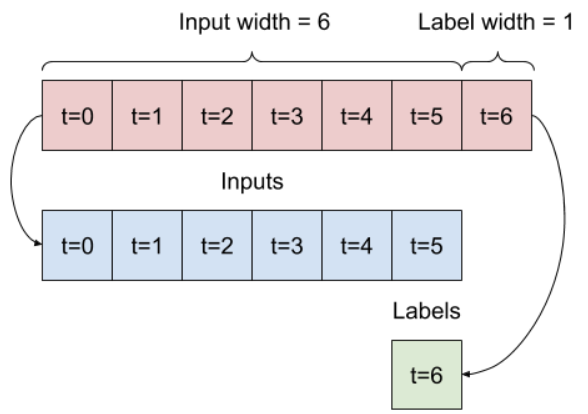 Input width = 6 Label width = 1
t=0 t=1 t=2 t=3 t=4 t=5 t=6
Inputs
t=0 t=1 t=2 t=3 t=4 t=5
Labels
t=6